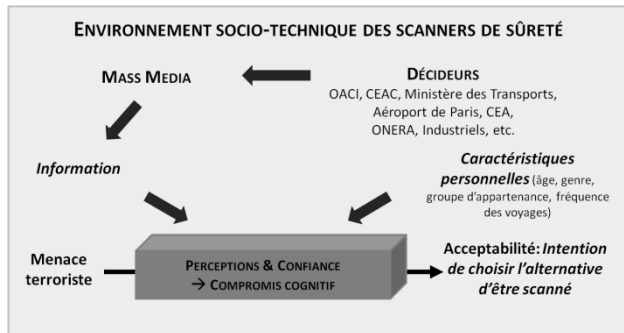 ENVIRONNEMENT SOCIO-TECHNIQUE DES SCANNERS DE SÛRETÉ
MASS MEDIA
DÉCIDEURS
OACI, CEAC, Ministère des Transports,
Aéroport de Paris, CEA,
ONERA, Industriels, etc.
Information
Caractéristiques
personnelles (âge, genre,
groupe d'appartenance, fréquence
des voyages)
Menace
terroriste
PERCEPTIONS & CONFIANCE
→ COMPROMIS COGNITIF
Acceptabilité: Intention
de choisir l'alternative
d'être scanné